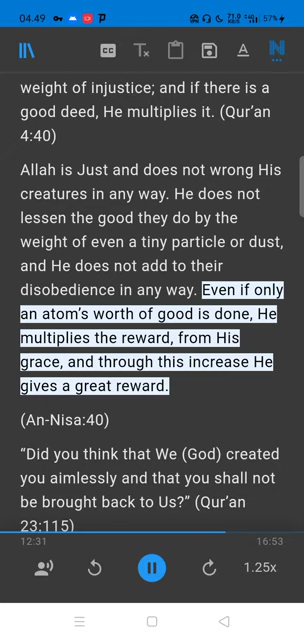 04.49
71.0
KB/s
57%
CC
weight of injustice; and if there is a
good deed, He multiplies it. (Qur’an
4:40)
Allah is Just and does not wrong His
creatures in any way. He does not
lessen the good they do by the
weight of even a tiny particle or dust,
and He does not add to their
disobedience in any way. Even if only
an atom’s worth of good is done, He
multiplies the reward, from His
grace, and through this increase He
gives a great reward.
(An-Nisa:40)
“Did you think that We (God) created
you aimlessly and that you shall not
be brought back to Us?” (Qur’an
23:115)
12:31 16:53
1.25x